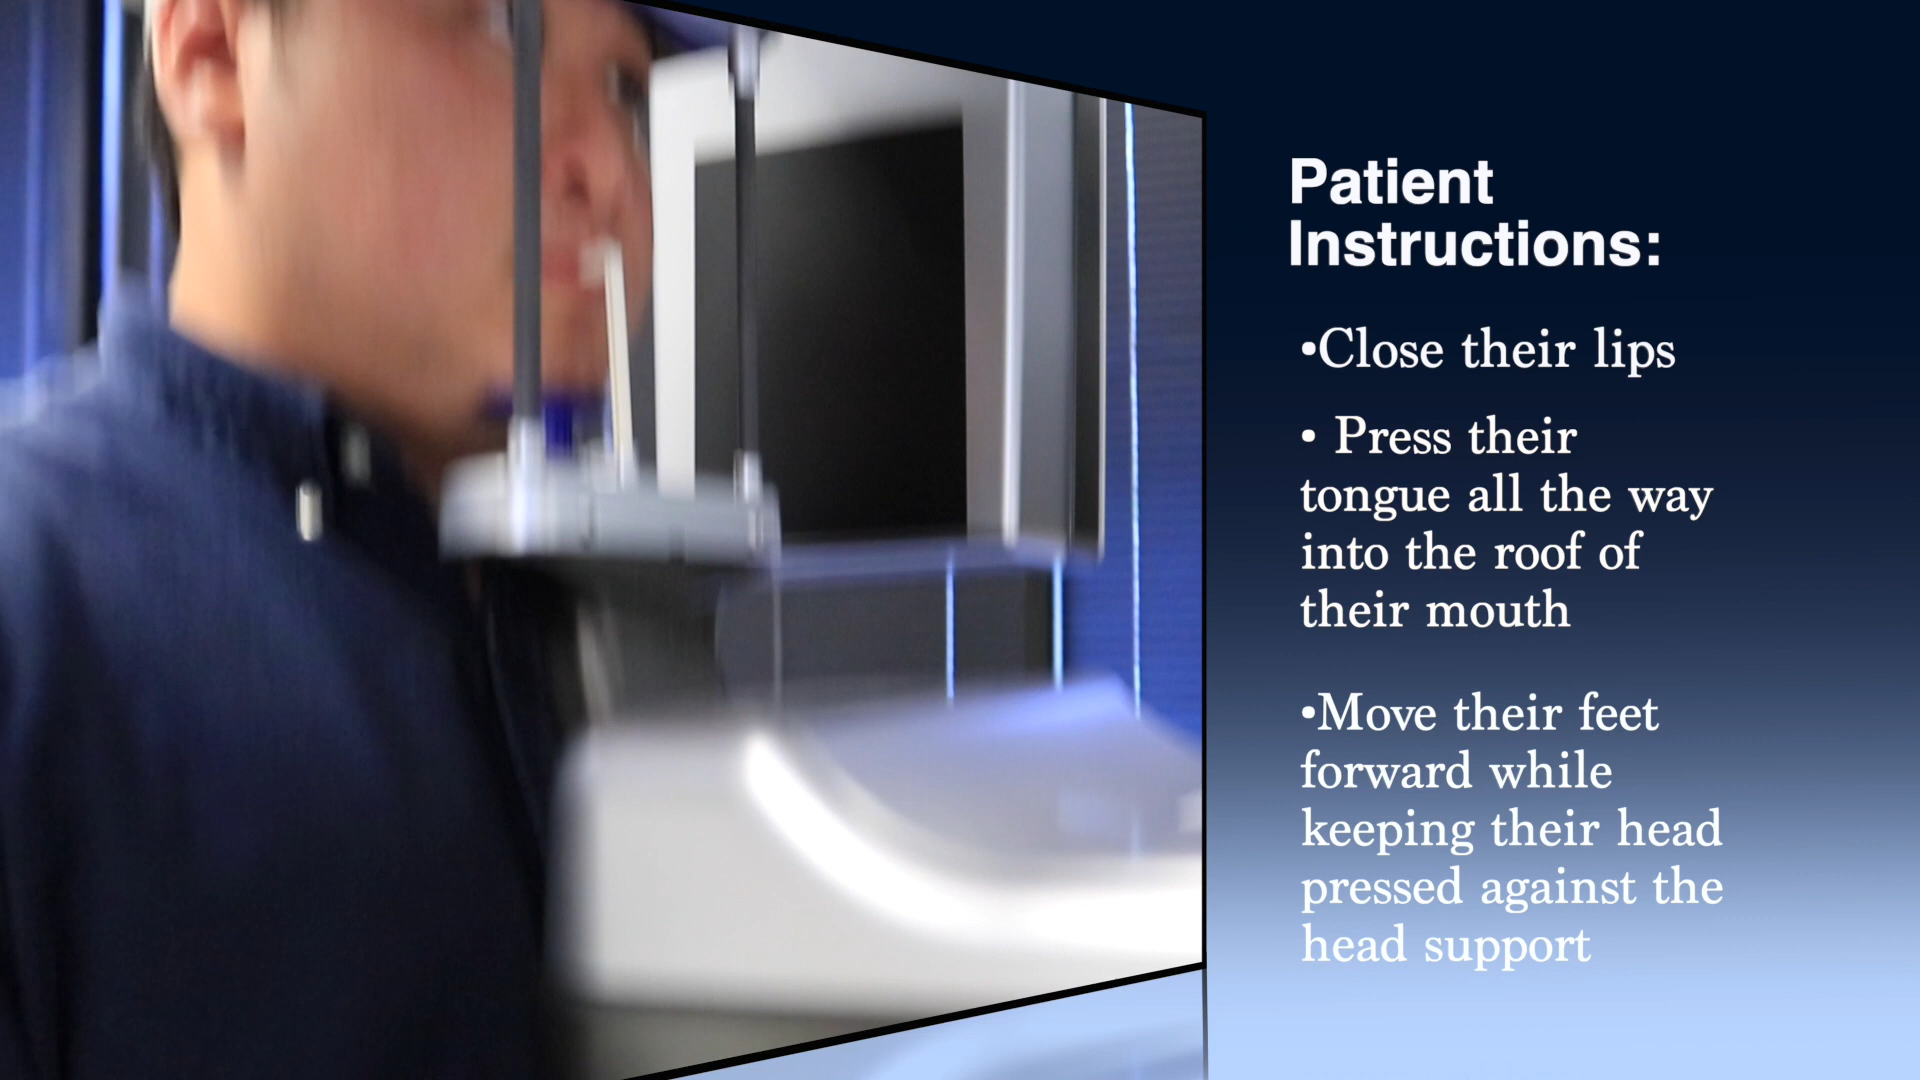 Patient
Instructions:
•Close their lips
• Press their
tongue all the way
into the roof of
their mouth
•Move their feet
forward while
keeping their head
pressed against the
head support